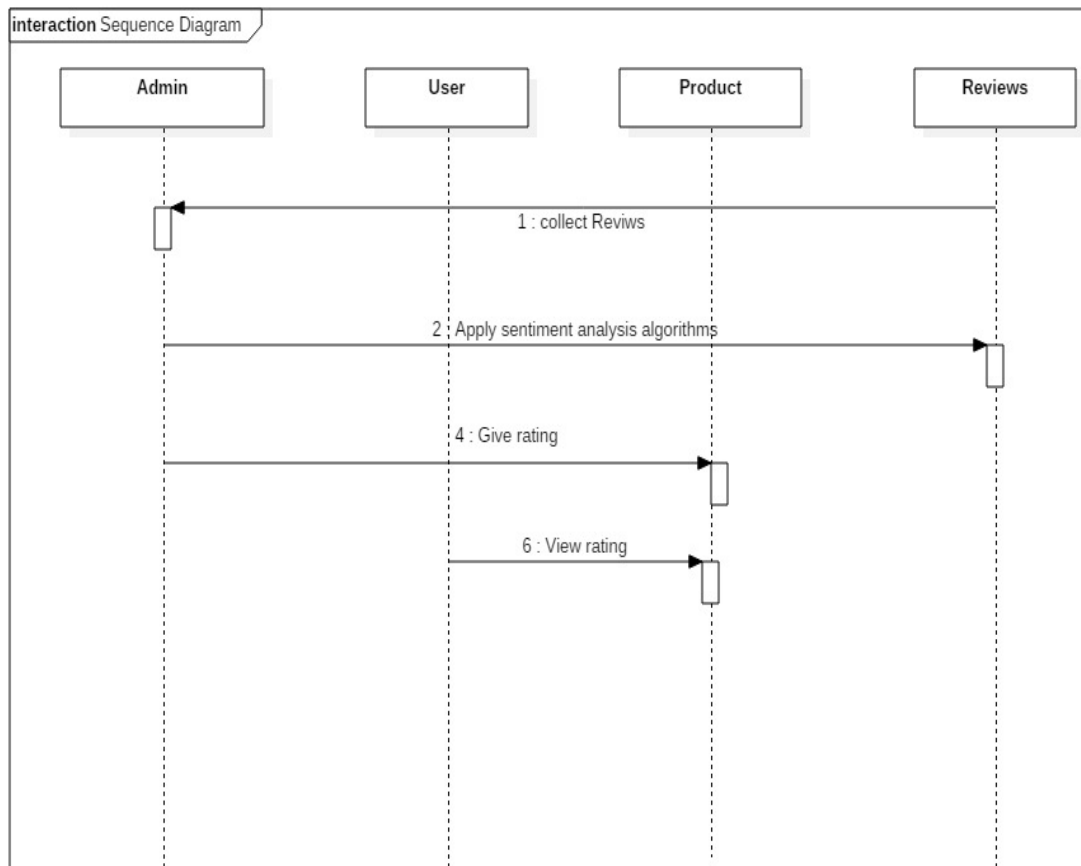 interaction Sequence Diagram
Admin
User
Product
Reviews
1 : collect Reviws
2 : Apply sentiment analysis algorithms
4 : Give rating
6 : View rating